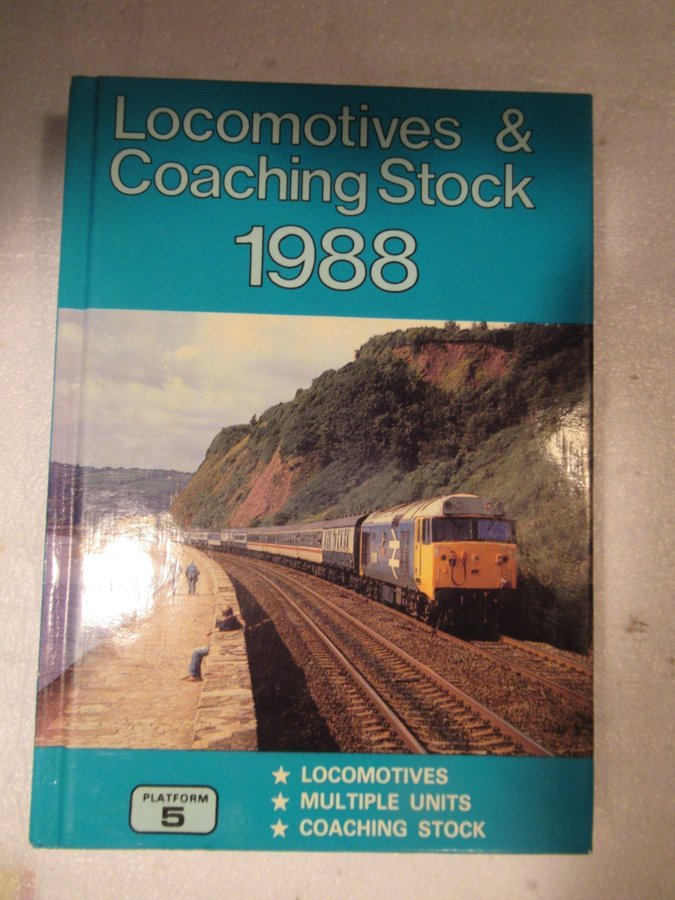 Locomotives &
Coaching Stock
1988
★ LOCOMOTIVES
★ MULTIPLE UNITS
★ COACHING STOCK
PLATFORM
5